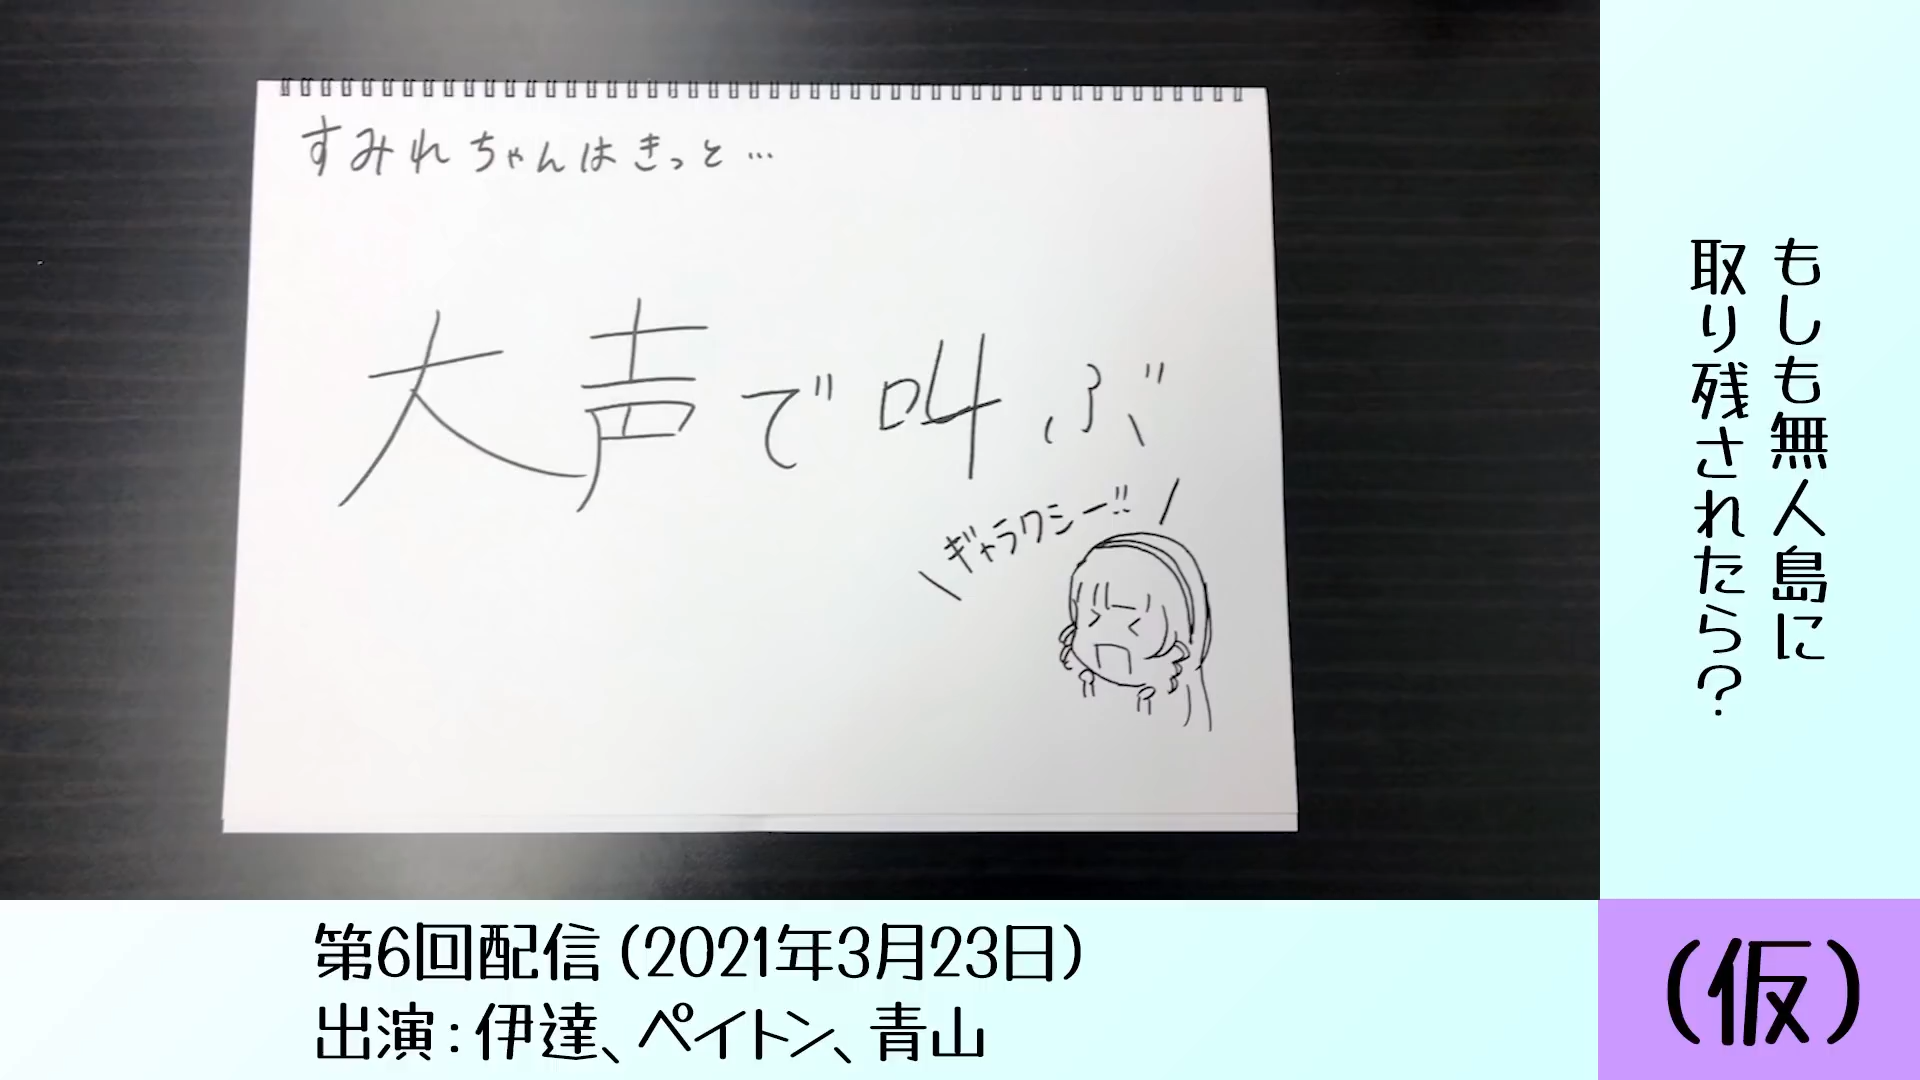 すみれちゃんはきっと…
大声で叫ぶ
ギャラクシー!!
もしも無人島に
取り残されたら？
第6回配信（2021年3月23日）
出演：伊達、ペイトン、青山
（仮）